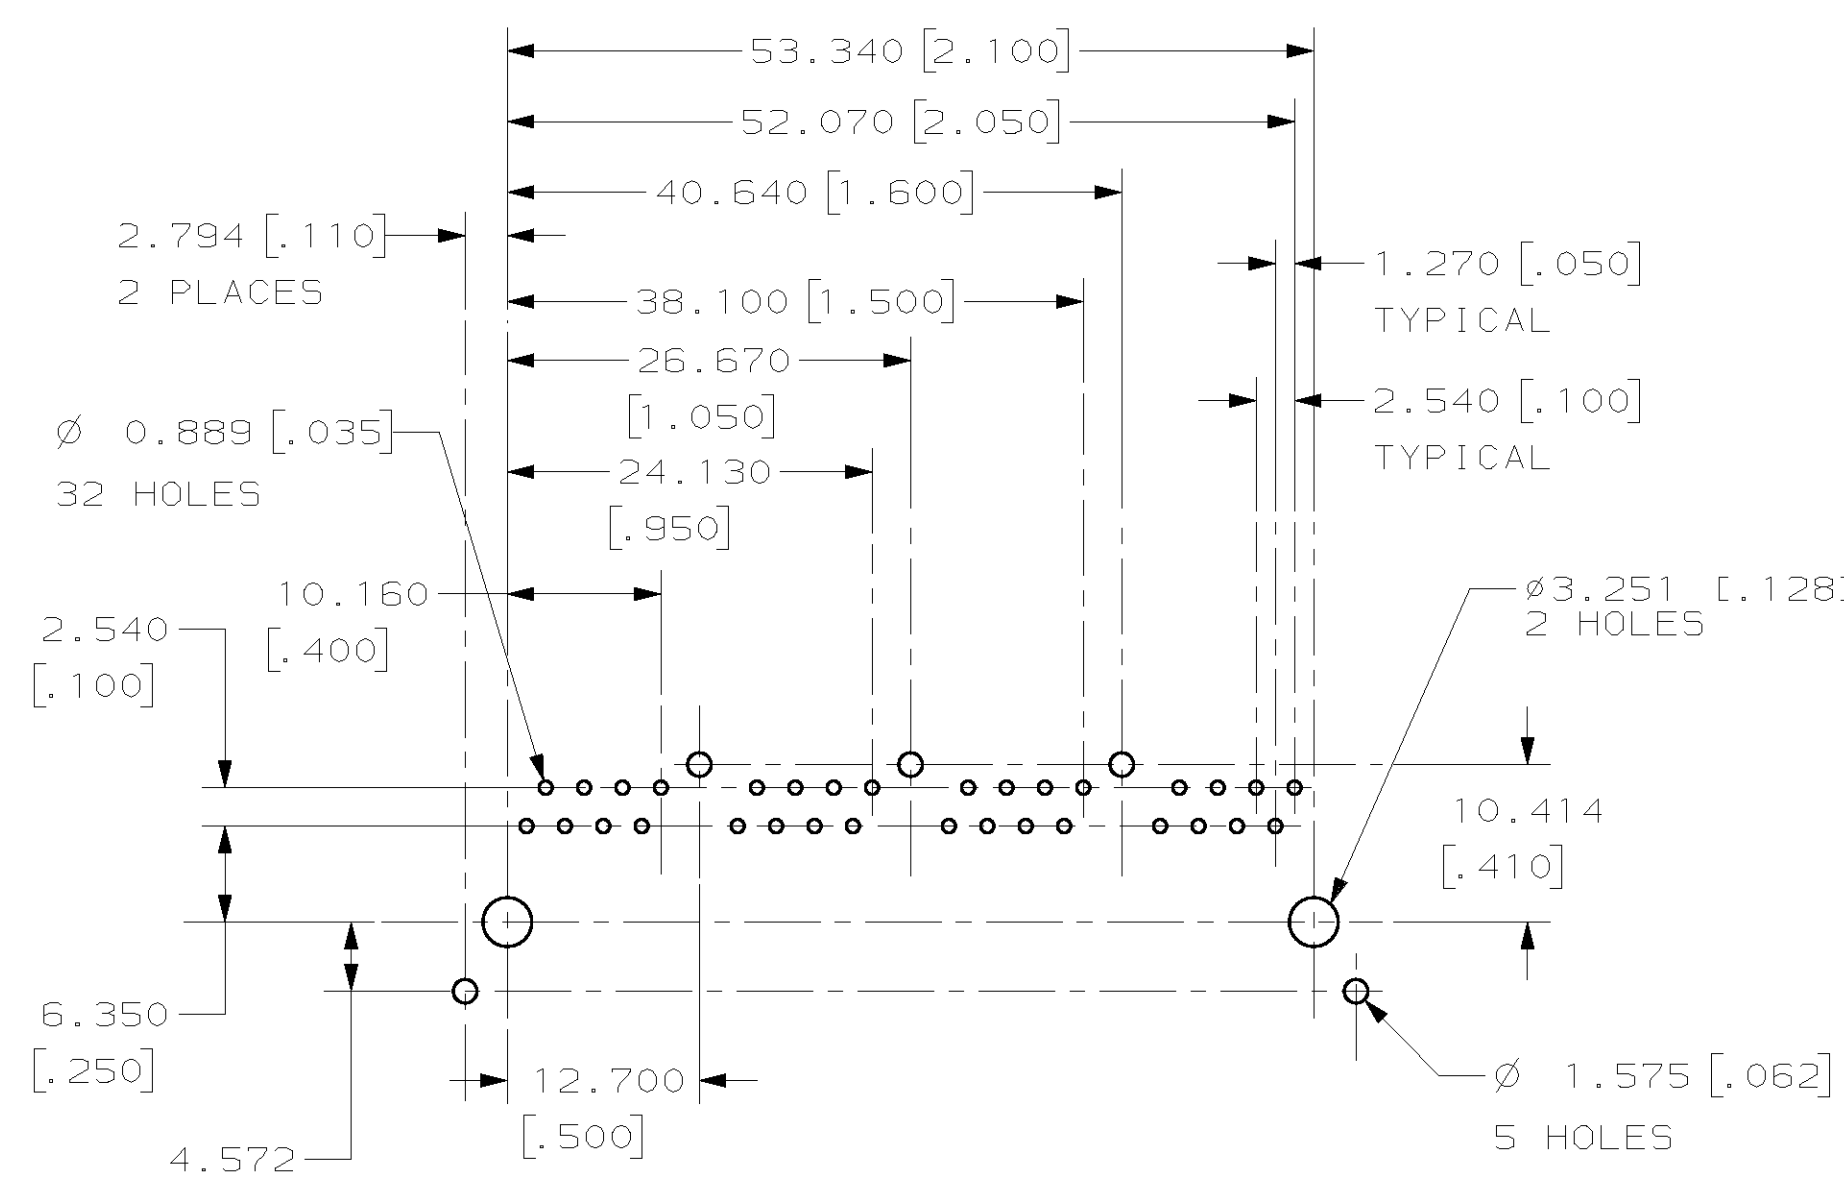 53.340 [2.100]
52.070 [2.050]
40.640 [1.600]
2.794 [.110]
2 PLACES
1.270 [.050]
TYPICAL
38.100 [1.500]
26.670
[1.050]
2.540 [.100]
TYPICAL
Ø 0.889 [.035]
32 HOLES
24.130
[.950]
10.160
[.400]
2.540
[.100]
ø3.251 [.128]
2 HOLES
10.414
[.410]
6.350
[.250]
12.700
[.500]
4.572
Ø 1.575 [.062]
5 HOLES